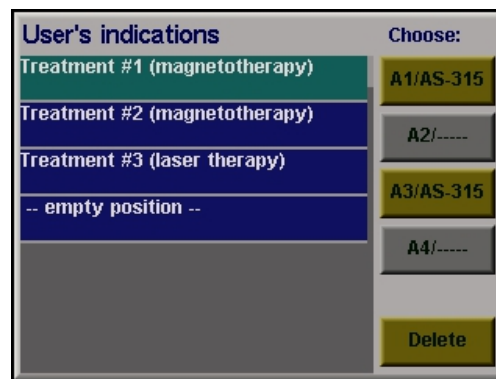 User's indications
Choose:
Treatment #1 (magnetotherapy)
A1/AS-315
Treatment #2 (magnetotherapy)
A2/-----
Treatment #3 (laser therapy)
A3/AS-315
-- empty position --
A4/-----
Delete